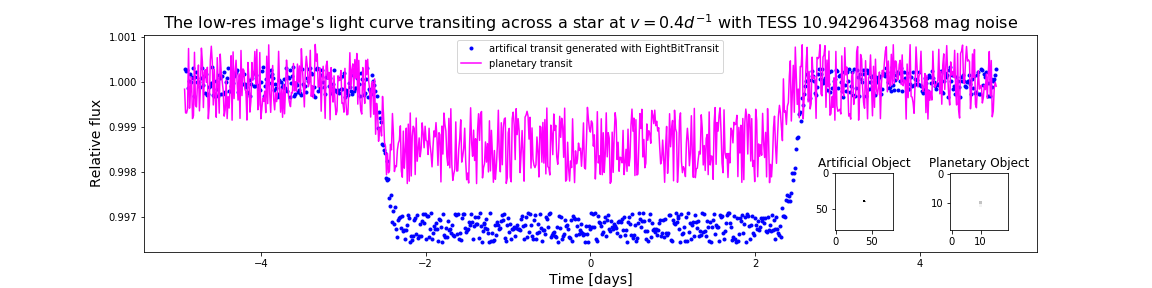 The low-res image's light curve transiting across a star at v = 0.4d⁻¹ with TESS 10.9429643568 mag noise
artifical transit generated with EightBitTransit
planetary transit
Relative flux
1.001
1.000
0.999
0.998
0.997
Artificial Object
Planetary Object
0
50
0
50
0
10
0
10
−4
−2
0
2
4
Time [days]